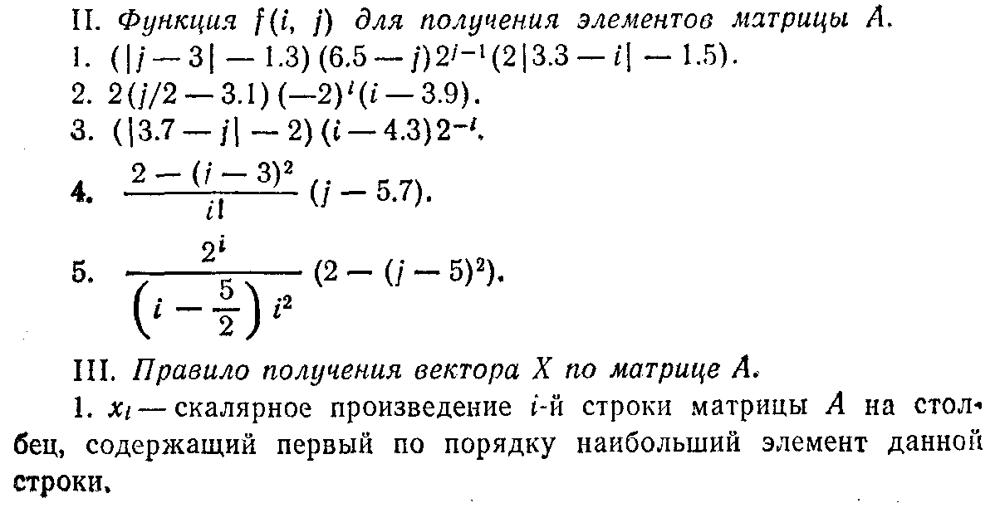 II. Функция f(i, j) для получения элементов матрицы A.
1. (|j — 3| — 1.3) (6.5 — j) 2^{j-1} (2|3.3 — i| — 1.5).
2. 2(j/2 — 3.1) (—2)^i (i — 3.9).
3. (|3.7 — j| — 2) (i — 4.3) 2^{-i}.
4. \frac{2 — (i — 3)^2}{i!} (j — 5.7).
5. \frac{2^i}{(i — \frac{5}{2}) i^2} (2 — (j — 5)^2).
III. Правило получения вектора X по матрице A.
1. x_i — скалярное произведение i-й строки матрицы A на стол-
бец, содержащий первый по порядку наибольший элемент данной
строки.